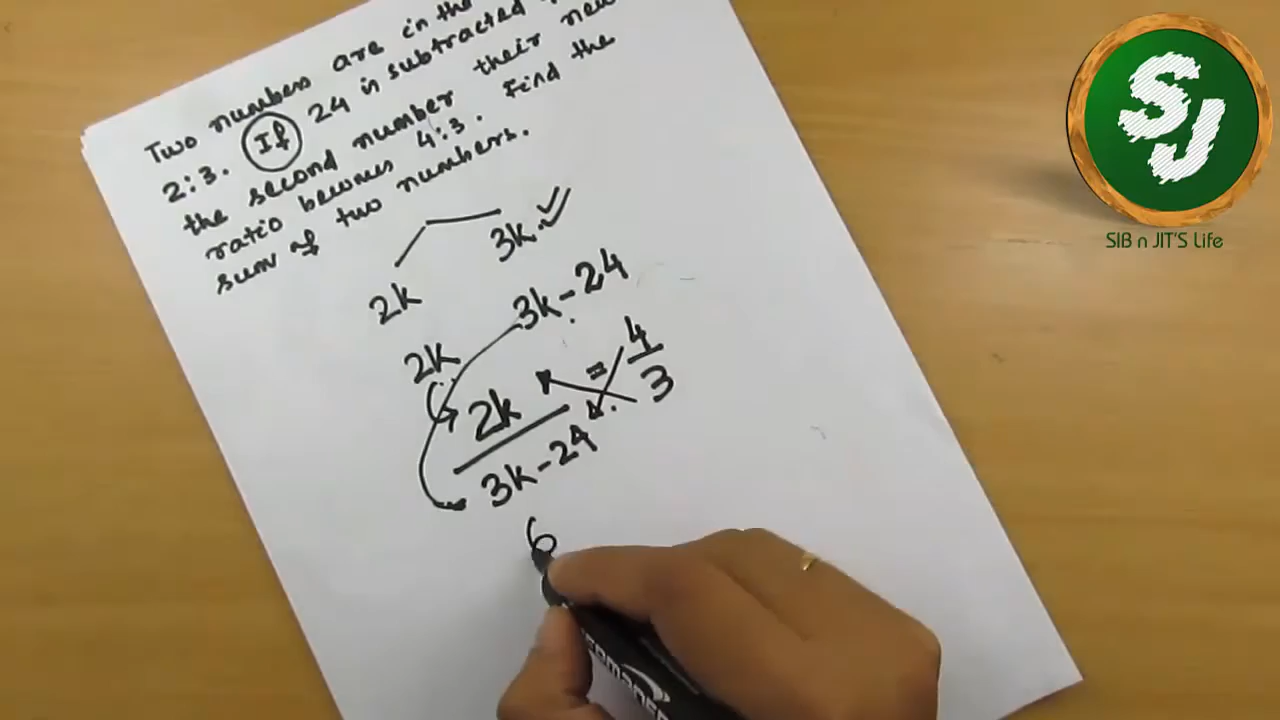 Two numbers are in the
2:3. If 24 is subtracted
the second number their new
ratio becomes 4:3. Find the
sum of two numbers.
2k 3k
2k 3k-24
2k = 4
3k-24 3
6
SJ
SIB n JIT'S Life